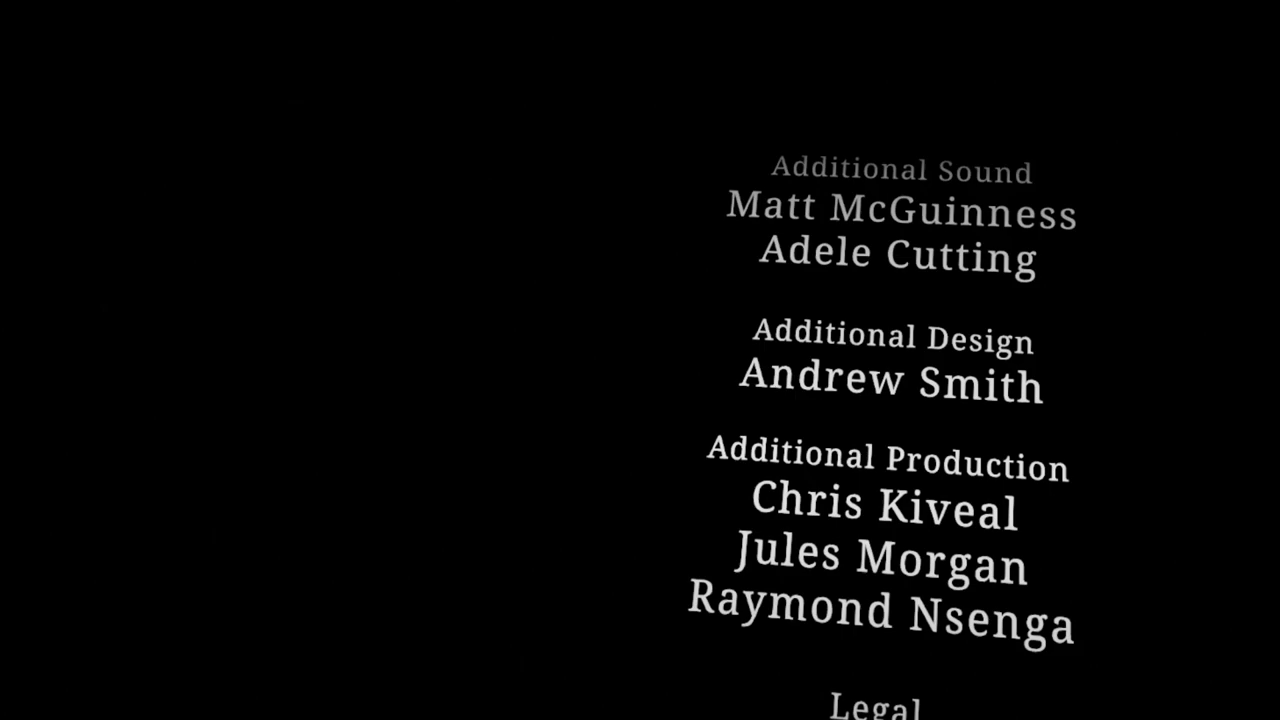 Additional Sound
Matt McGuinness
Adele Cutting
Additional Design
Andrew Smith
Additional Production
Chris Kiveal
Jules Morgan
Raymond Nsenga
Legal